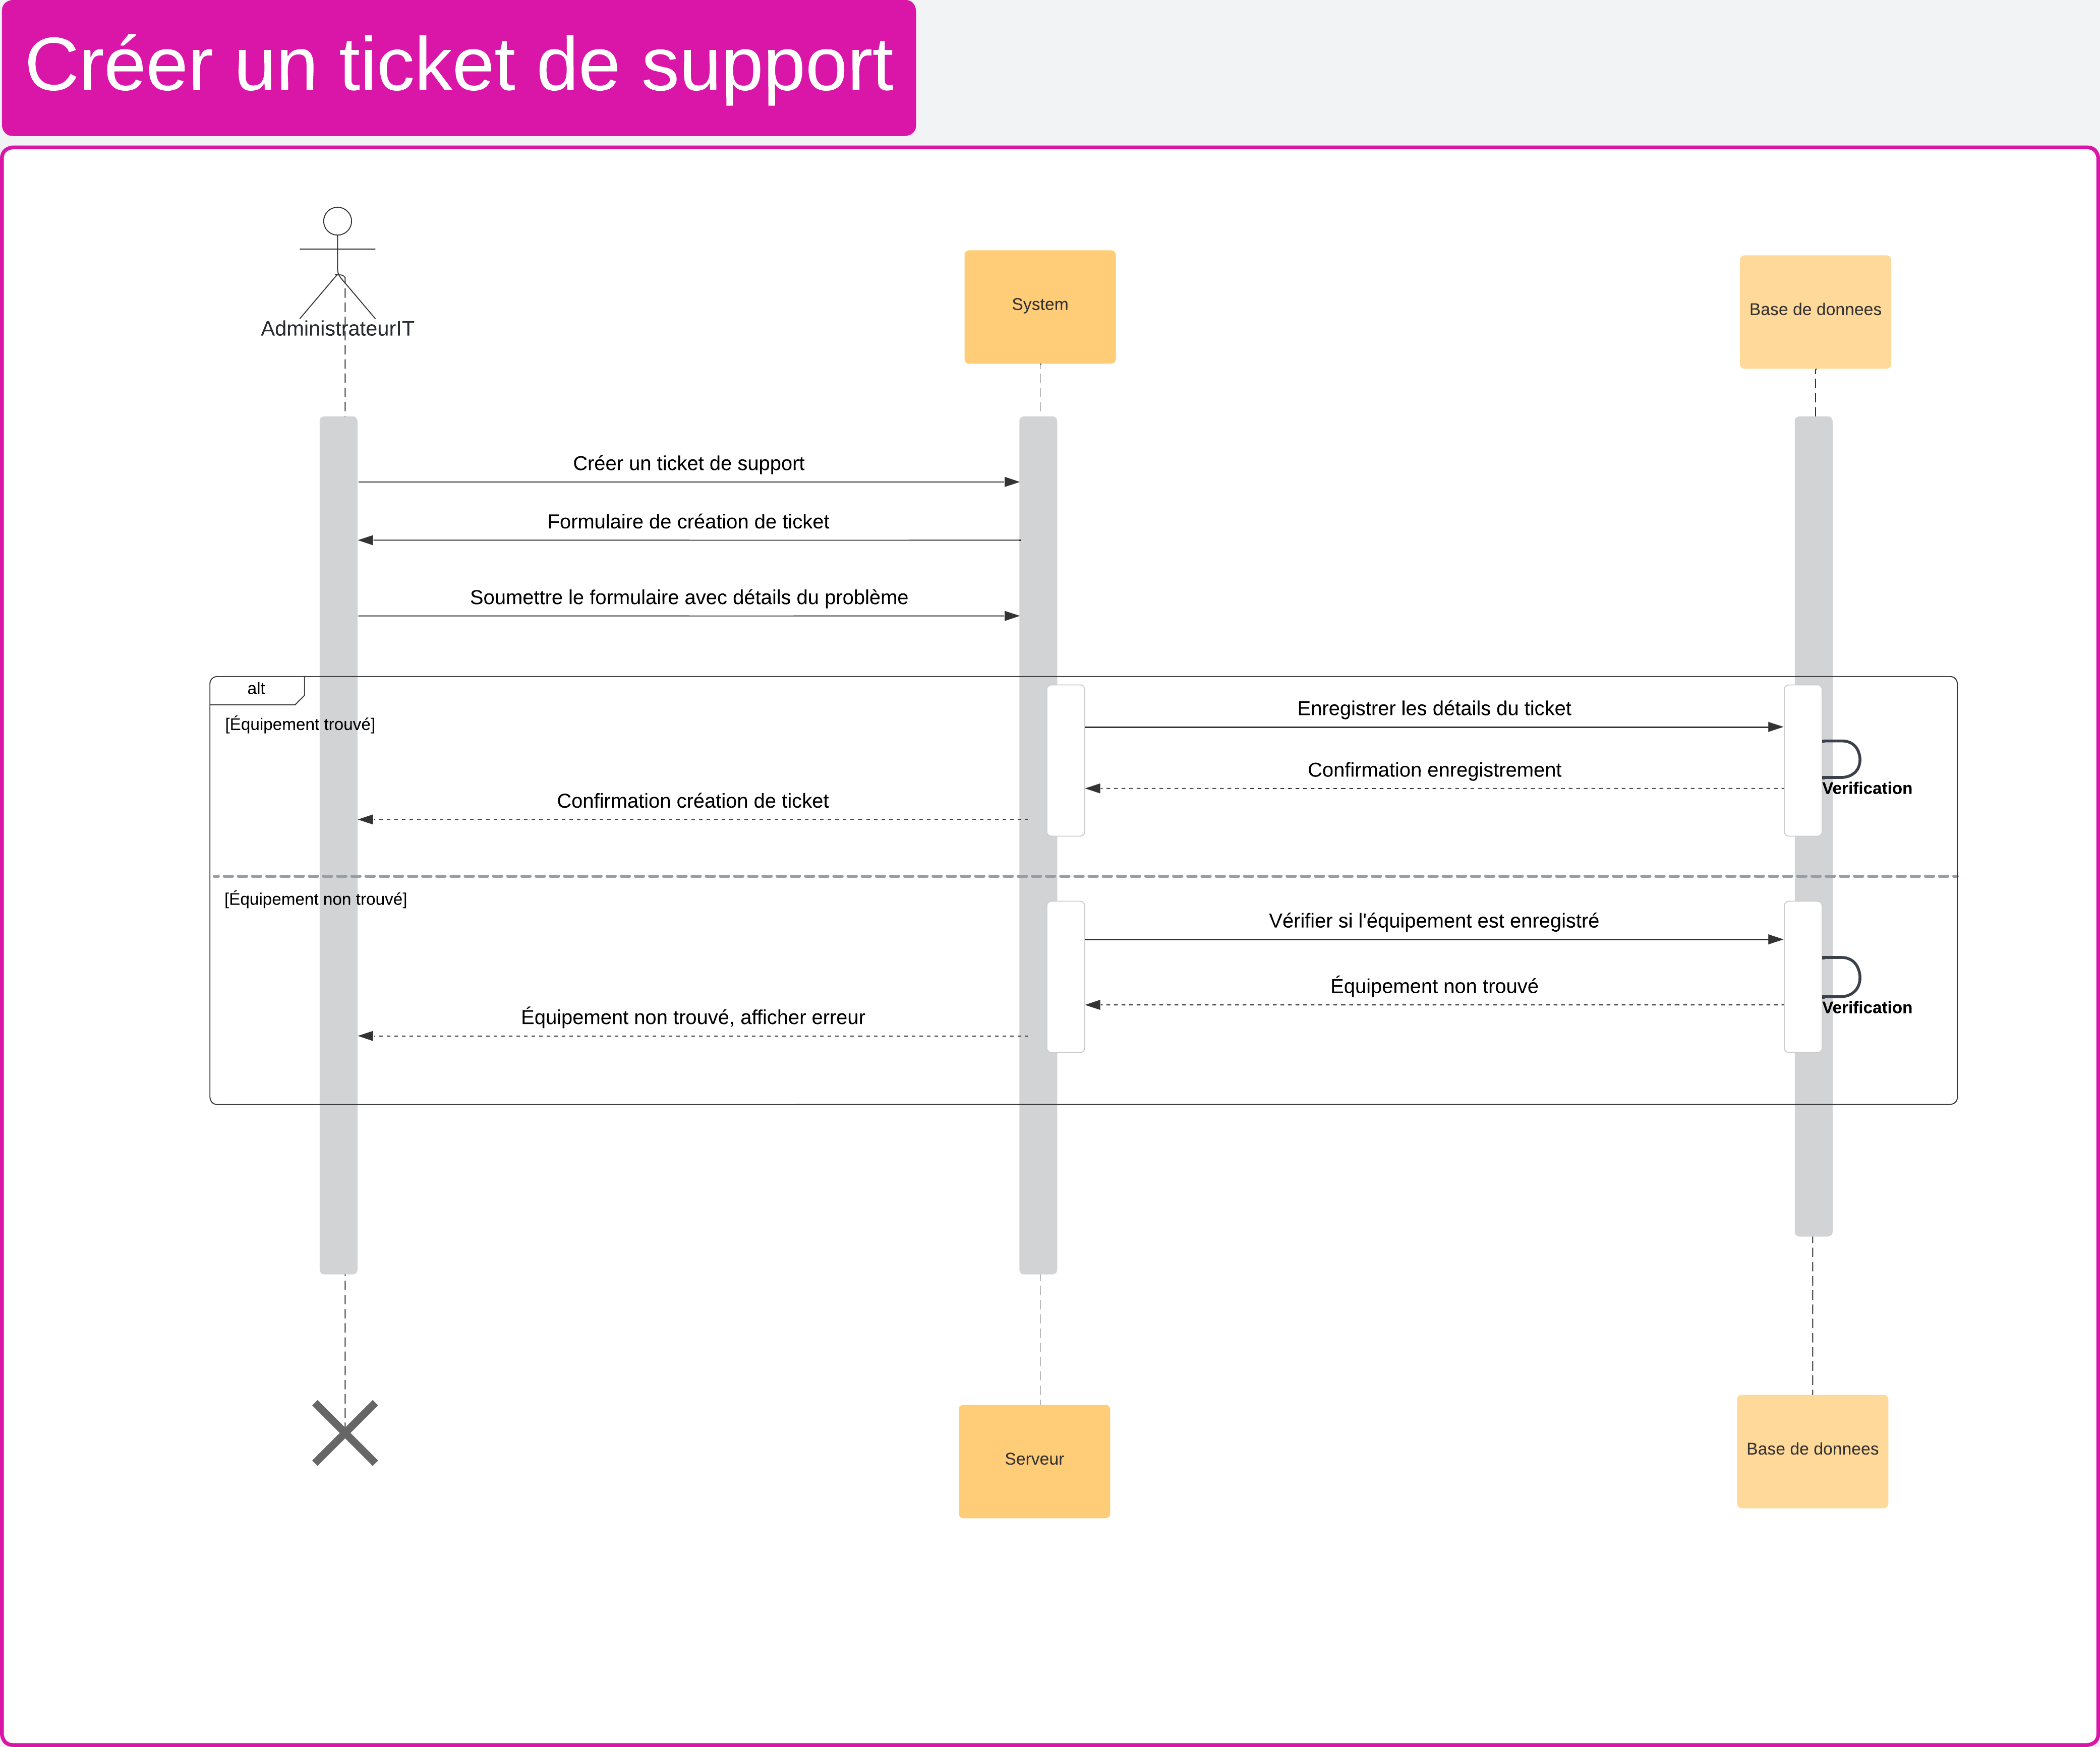 Créer un ticket de support
AdministrateurIT
System
Base de donnees
Créer un ticket de support
Formulaire de création de ticket
Soumettre le formulaire avec détails du problème
alt
[Équipement trouvé]
Enregistrer les détails du ticket
Confirmation enregistrement
Verification
Confirmation création de ticket
[Équipement non trouvé]
Vérifier si l'équipement est enregistré
Équipement non trouvé
Verification
Équipement non trouvé, afficher erreur
Serveur
Base de donnees